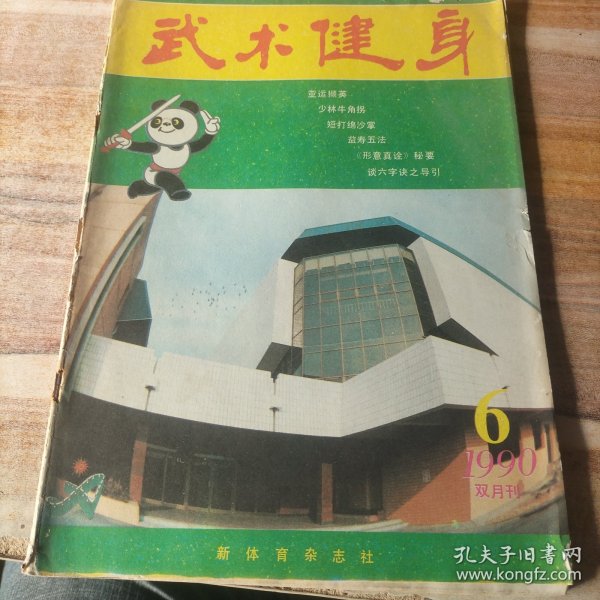 武术健身
亚运撷英
少林牛角拐
短打绵沙掌
益寿五法
《形意真诠》秘要
谈六字诀之导引
6
1990
双月刊
新体育杂志社
孔夫子旧书网
www.kongfz.com